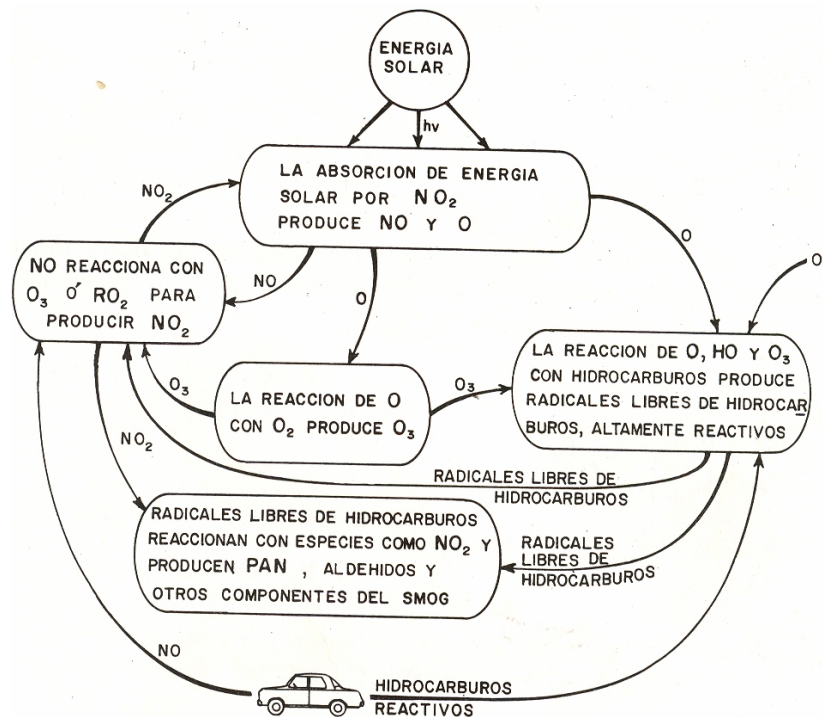 ENERGIA
SOLAR
hν
LA ABSORCION DE ENERGIA
SOLAR POR NO₂
PRODUCE NO Y O
NO₂
O
O
NO
O
NO REACCIONA CON
O₃ Ó RO₂ PARA
PRODUCIR NO₂
LA REACCION DE O, HO Y O₃
CON HIDROCARBUROS PRODUCE
RADICALES LIBRES DE HIDROCAR
BUROS, ALTAMENTE REACTIVOS
O₃
O₃
LA REACCION DE O
CON O₂ PRODUCE O₃
NO₂
RADICALES LIBRES DE
HIDROCARBUROS
RADICALES LIBRES DE HIDROCARBUROS
REACCIONAN CON ESPECIES COMO NO₂ Y
PRODUCEN PAN , ALDEHIDOS Y
OTROS COMPONENTES DEL SMOG
RADICALES
LIBRES DE
HIDROCARBUROS
NO
HIDROCARBUROS
REACTIVOS